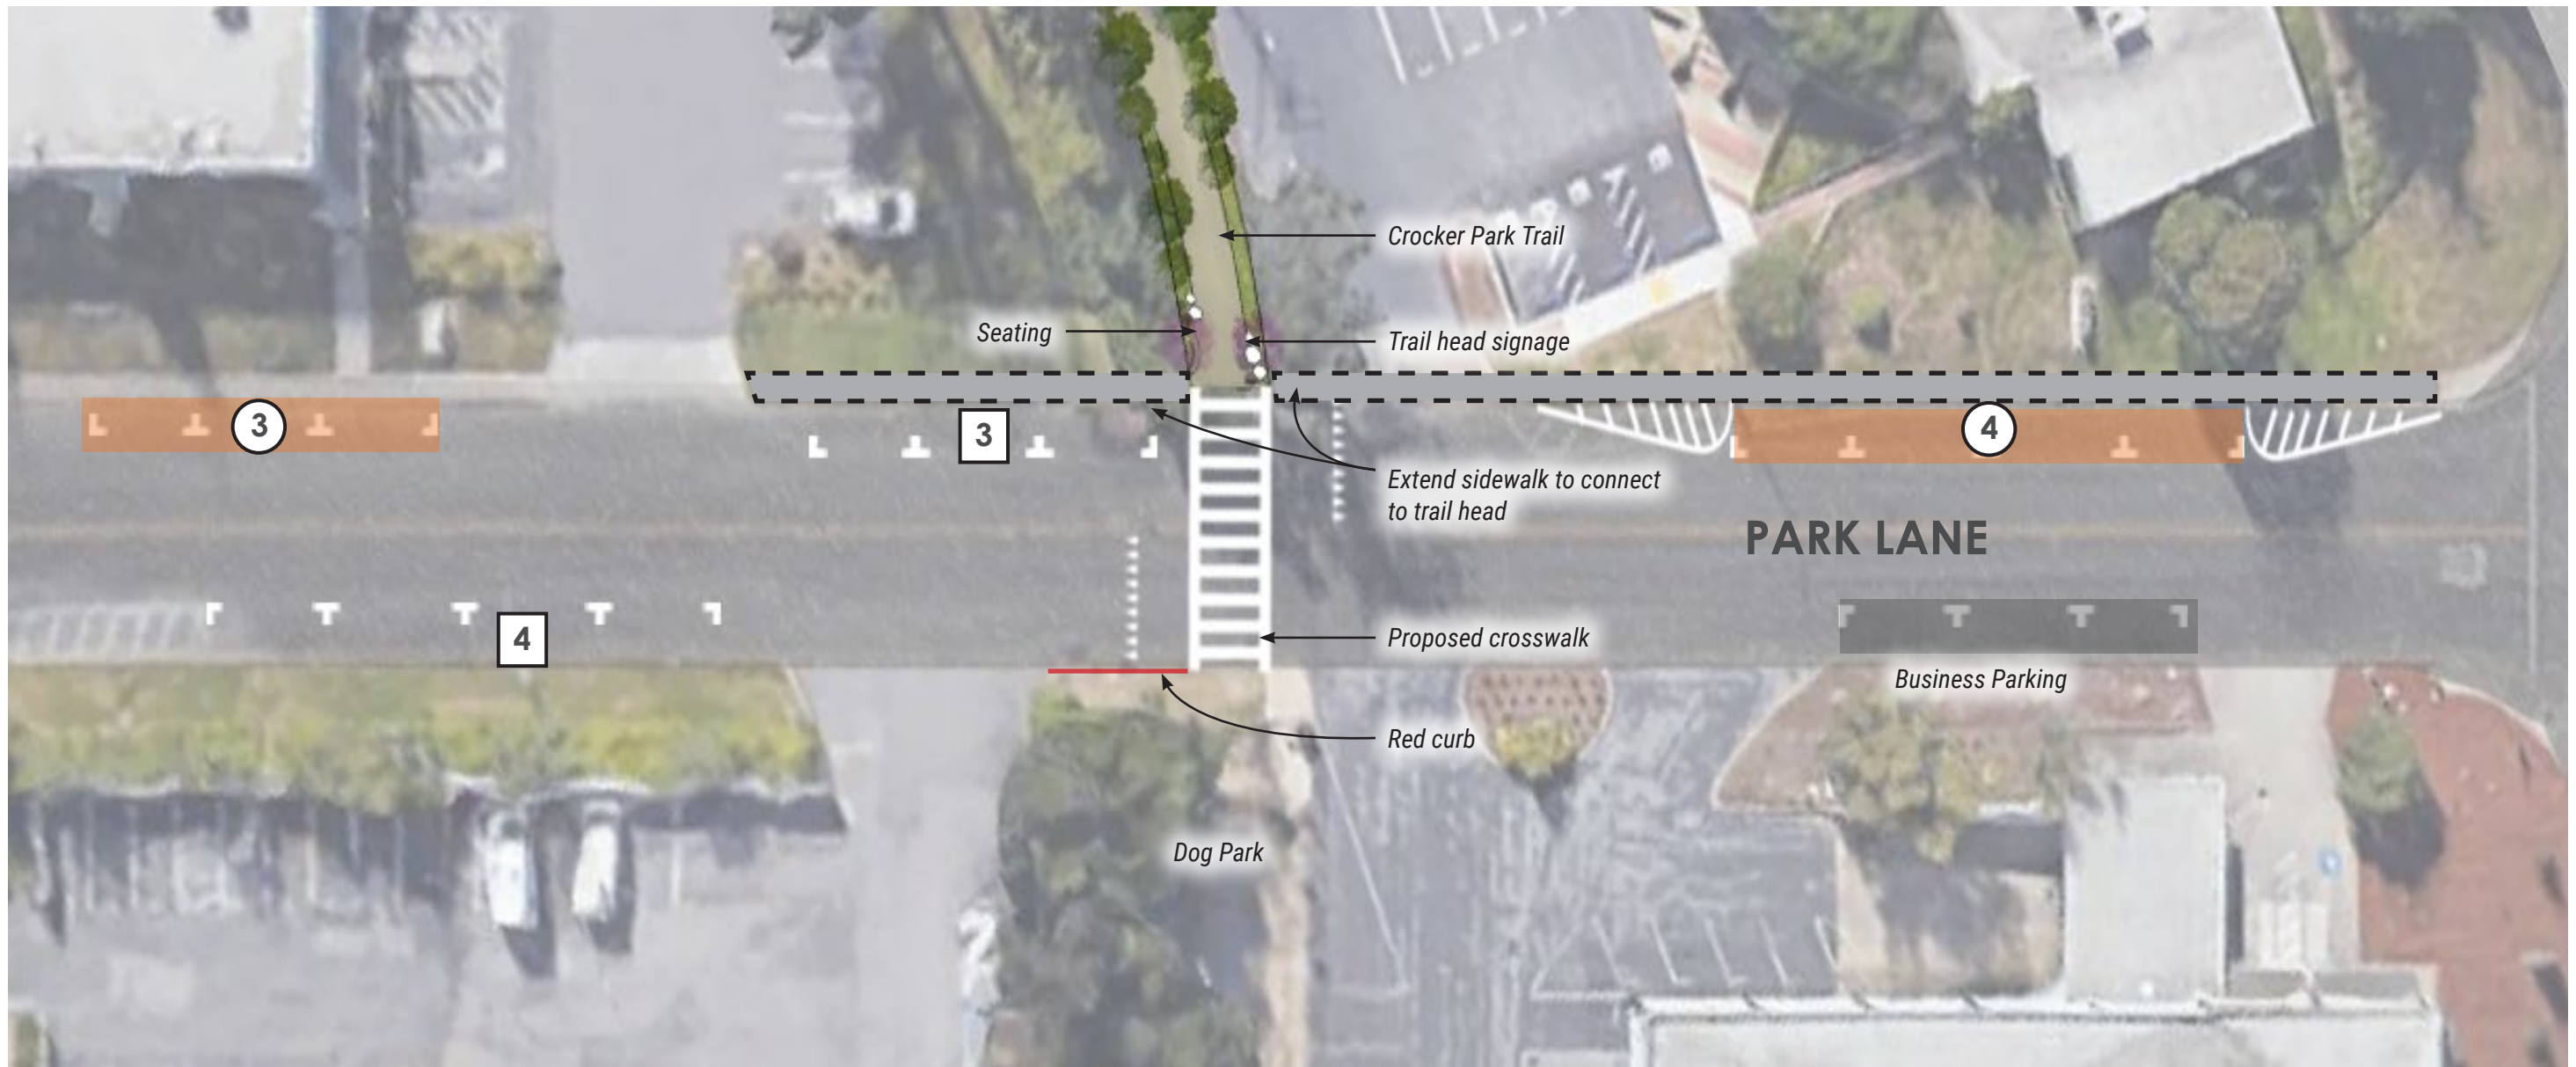 Crocker Park Trail
Seating
Trail head signage
3
3
4
Extend sidewalk to connect
to trail head
PARK LANE
4
Proposed crosswalk
Business Parking
Red curb
Dog Park